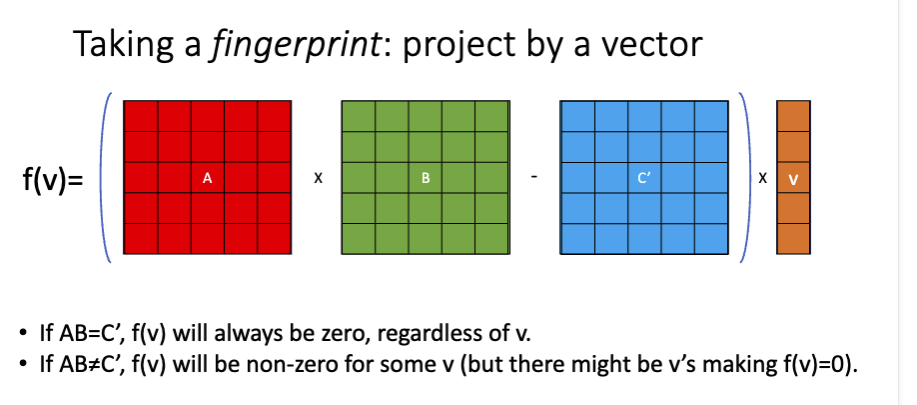 Taking a fingerprint: project by a vector
f(v)= A x B - C’ x v
• If AB=C’, f(v) will always be zero, regardless of v.
• If AB≠C’, f(v) will be non-zero for some v (but there might be v’s making f(v)=0).